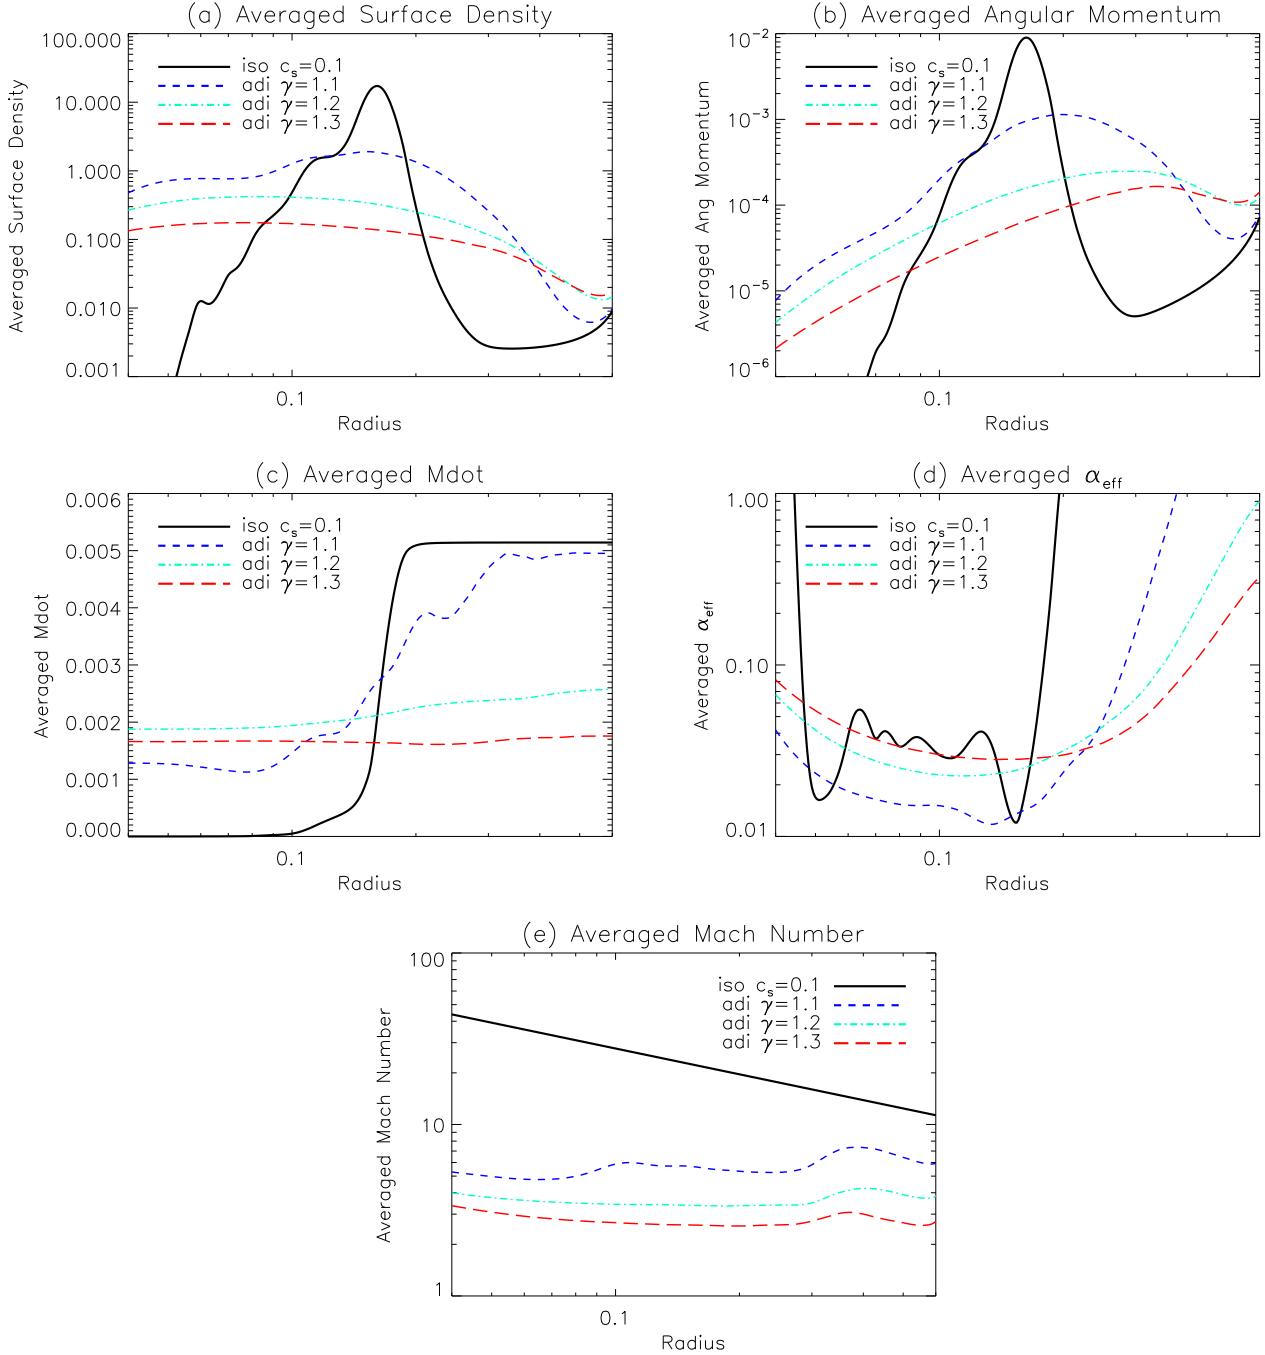 (a) Averaged Surface Density
100.000
10.000
1.000
0.100
0.010
0.001
Averaged Surface Density
iso cs=0.1
adi γ=1.1
adi γ=1.2
adi γ=1.3
0.1
Radius
(b) Averaged Angular Momentum
10-2
10-3
10-4
10-5
10-6
Averaged Ang Momentum
iso cs=0.1
adi γ=1.1
adi γ=1.2
adi γ=1.3
0.1
Radius
(c) Averaged Mdot
0.006
0.005
0.004
0.003
0.002
0.001
0.000
Averaged Mdot
iso cs=0.1
adi γ=1.1
adi γ=1.2
adi γ=1.3
0.1
Radius
(d) Averaged αeff
1.00
0.10
0.01
Averaged αeff
iso cs=0.1
adi γ=1.1
adi γ=1.2
adi γ=1.3
0.1
Radius
(e) Averaged Mach Number
100
10
1
Averaged Mach Number
iso cs=0.1
adi γ=1.1
adi γ=1.2
adi γ=1.3
0.1
Radius